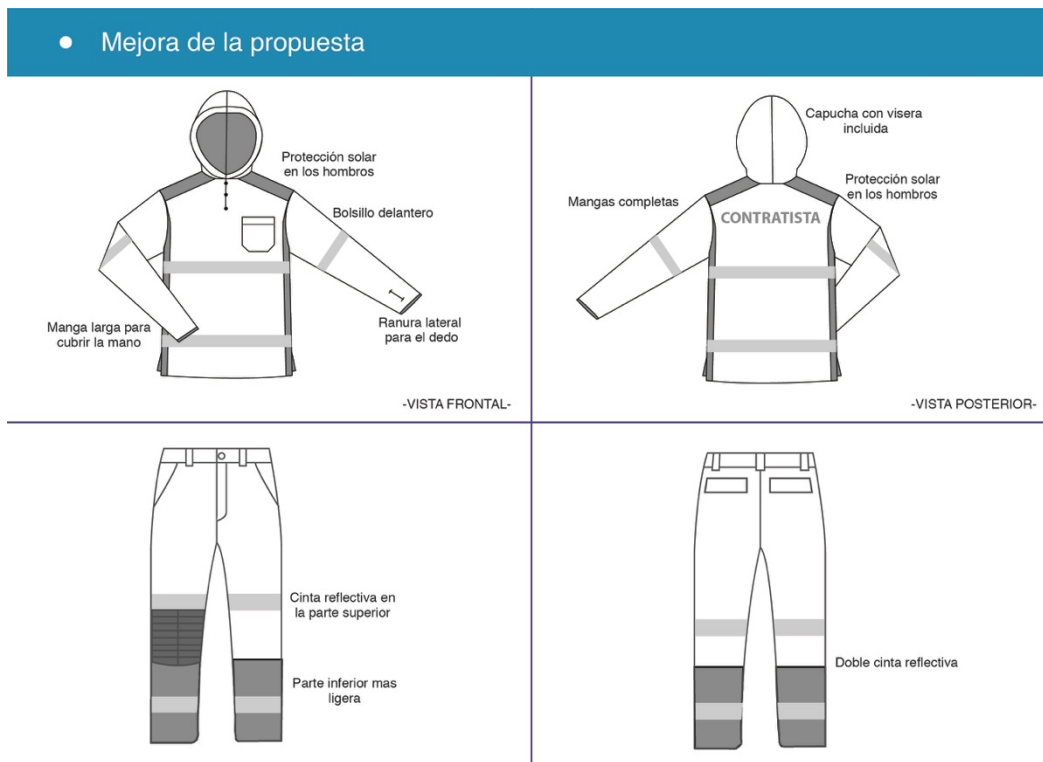 Mejora de la propuesta
Protección solar
en los hombros
Bolsillo delantero
Manga larga para
cubrir la mano
Ranura lateral
para el dedo
-VISTA FRONTAL-
Capucha con visera
incluida
Mangas completas
Protección solar
en los hombros
CONTRATISTA
-VISTA POSTERIOR-
Cinta reflectiva en
la parte superior
Parte inferior mas
ligera
Doble cinta reflectiva